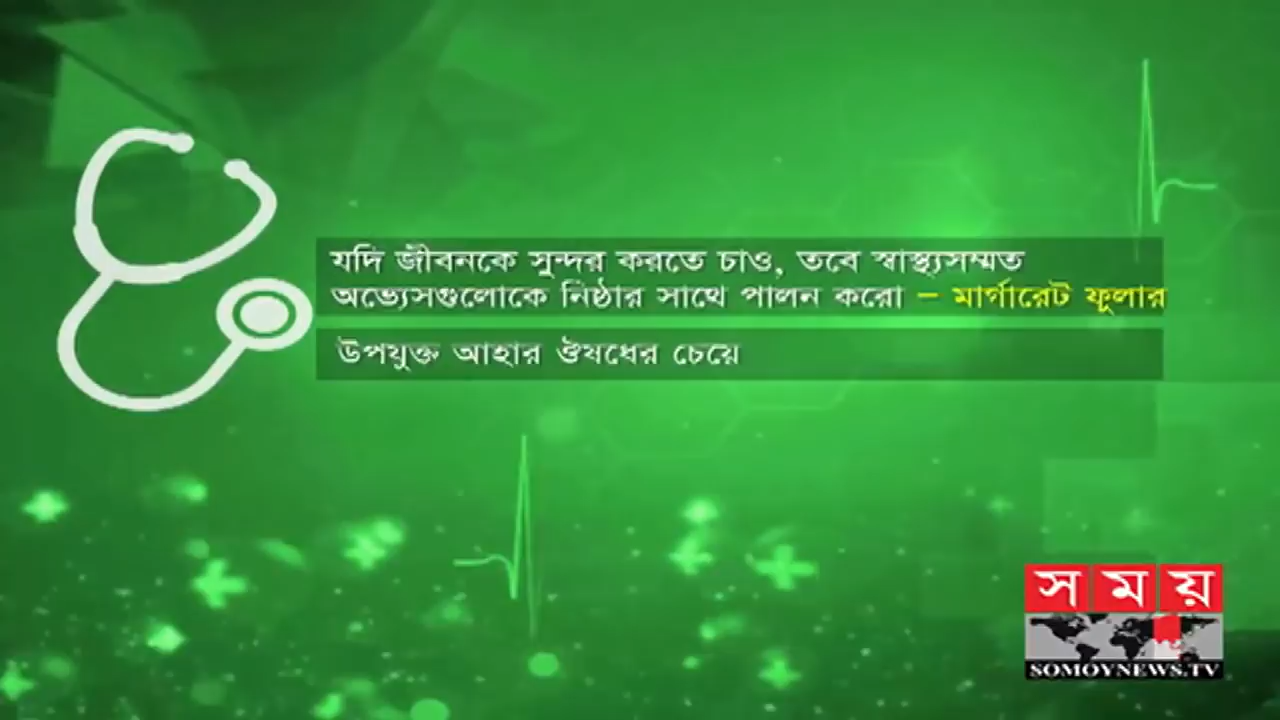 যদি জীবনকে সুন্দর করতে চাও, তবে স্বাস্থ্যসম্মত
অভ্যেসগুলোকে নিষ্ঠার সাথে পালন করো – মার্গারেট ফূলার
উপযুক্ত আহার ঔষধের চেয়ে
সময়
SOMOYNEWS.TV